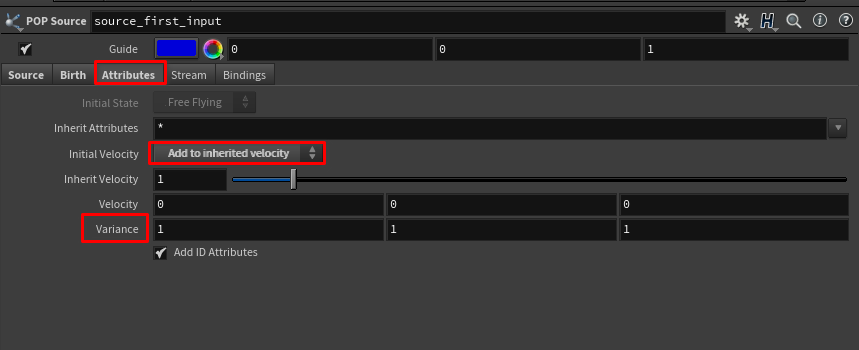 POP Source source_first_input
Guide 0 0 1
Source Birth Attributes Stream Bindings
Initial State Free Flying
Inherit Attributes *
Initial Velocity Add to inherited velocity
Inherit Velocity 1
Velocity 0 0 0
Variance 1 1 1
Add ID Attributes